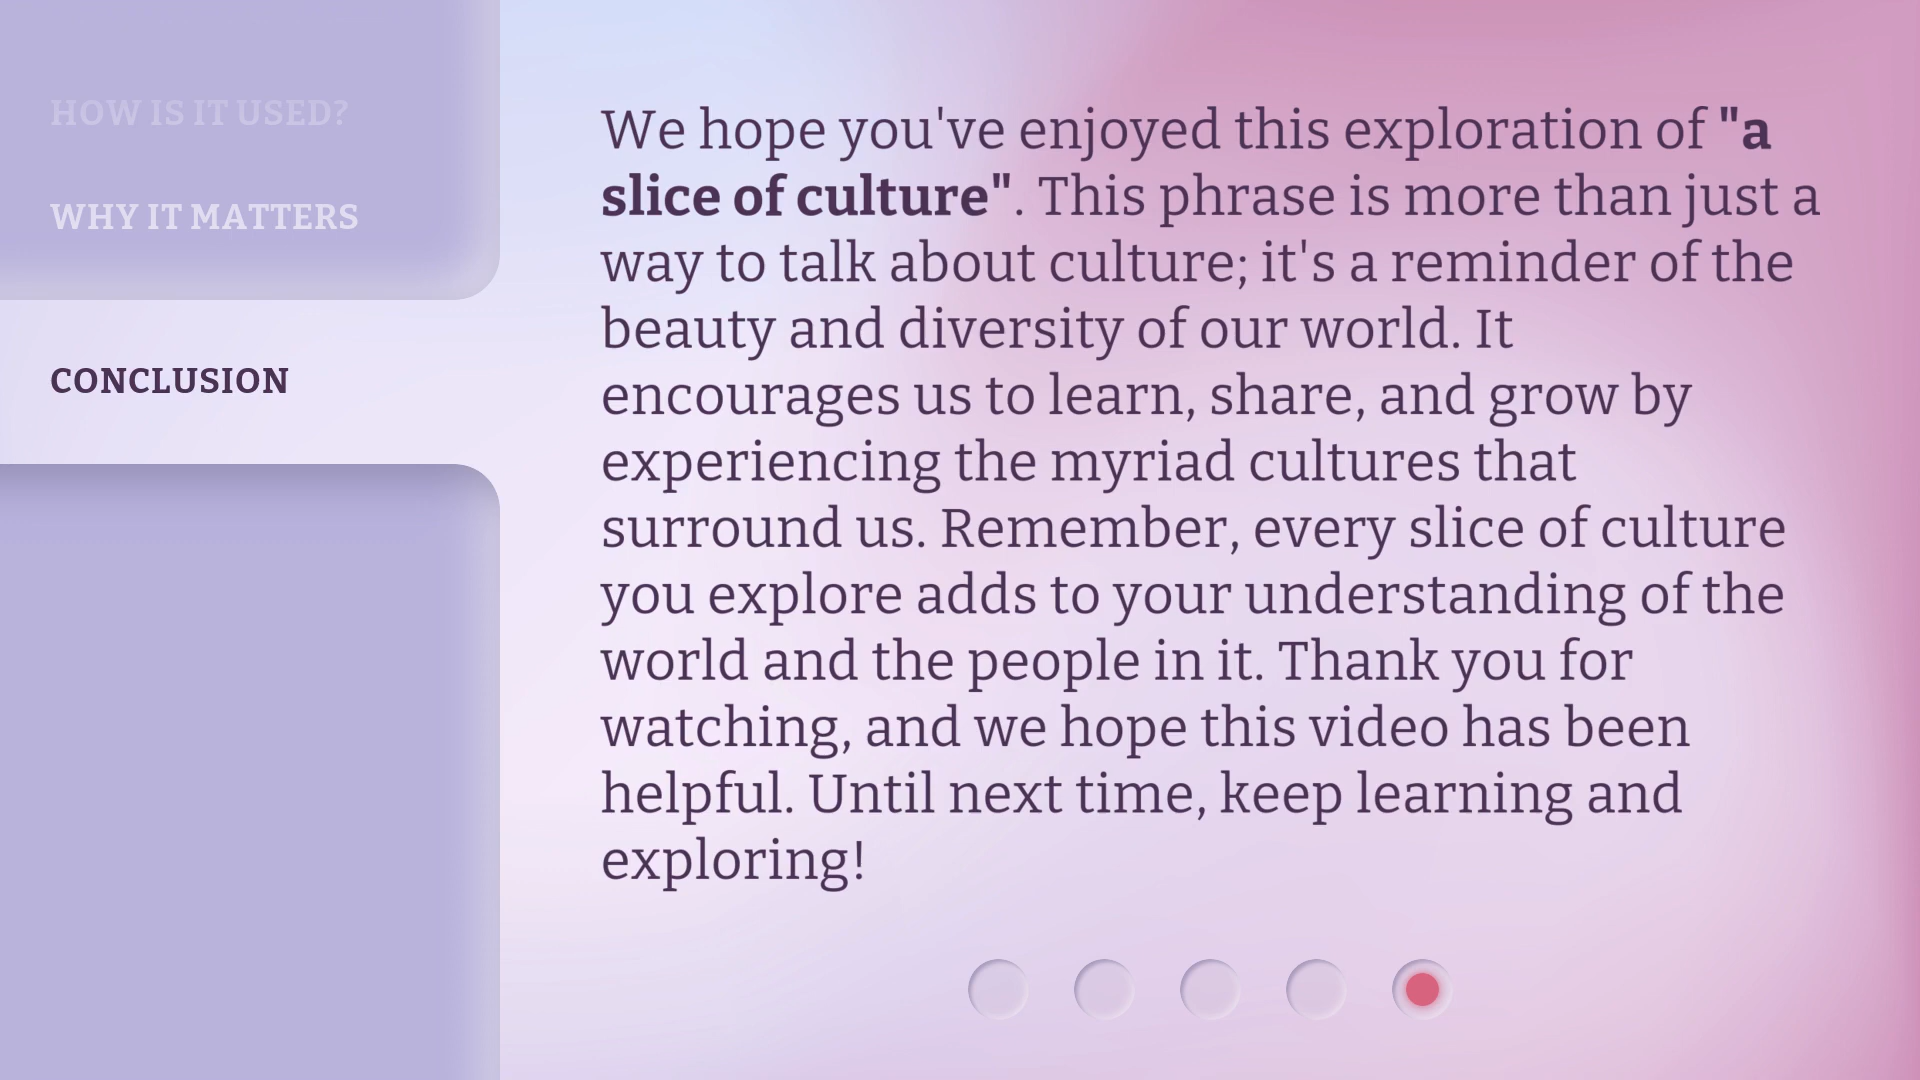 HOW IS IT USED?
WHY IT MATTERS
CONCLUSION
We hope you've enjoyed this exploration of "a
slice of culture". This phrase is more than just a
way to talk about culture; it's a reminder of the
beauty and diversity of our world. It
encourages us to learn, share, and grow by
experiencing the myriad cultures that
surround us. Remember, every slice of culture
you explore adds to your understanding of the
world and the people in it. Thank you for
watching, and we hope this video has been
helpful. Until next time, keep learning and
exploring!